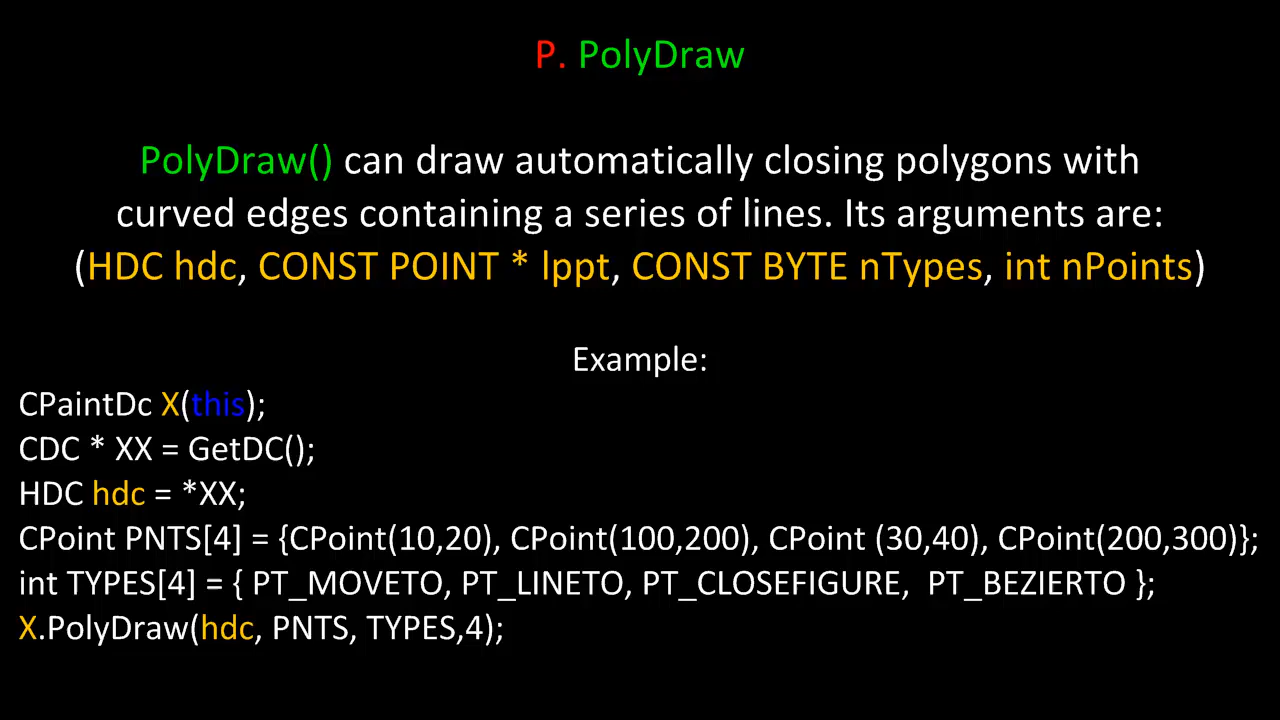 P. PolyDraw
PolyDraw() can draw automatically closing polygons with
curved edges containing a series of lines. Its arguments are:
(HDC hdc, CONST POINT * lppt, CONST BYTE nTypes, int nPoints)
Example:
CPaintDc X(this);
CDC * XX = GetDC();
HDC hdc = *XX;
CPoint PNTS[4] = {CPoint(10,20), CPoint(100,200), CPoint (30,40), CPoint(200,300)};
int TYPES[4] = { PT_MOVETO, PT_LINETO, PT_CLOSEFIGURE,  PT_BEZIERTO };
X.PolyDraw(hdc, PNTS, TYPES,4);